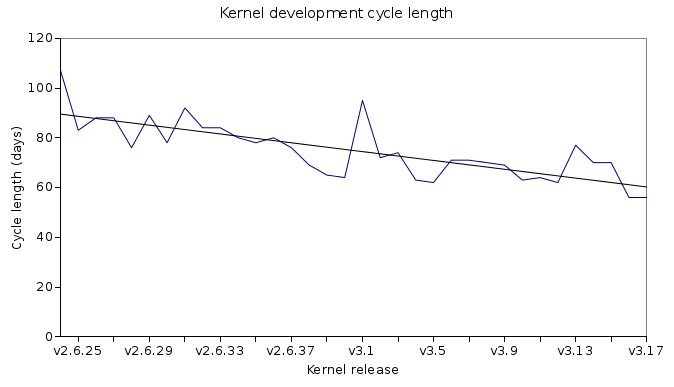 Kernel development cycle length
120
100
80
60
40
20
0
Cycle length (days)
v2.6.25 v2.6.29 v2.6.33 v2.6.37 v3.1 v3.5 v3.9 v3.13 v3.17
Kernel release